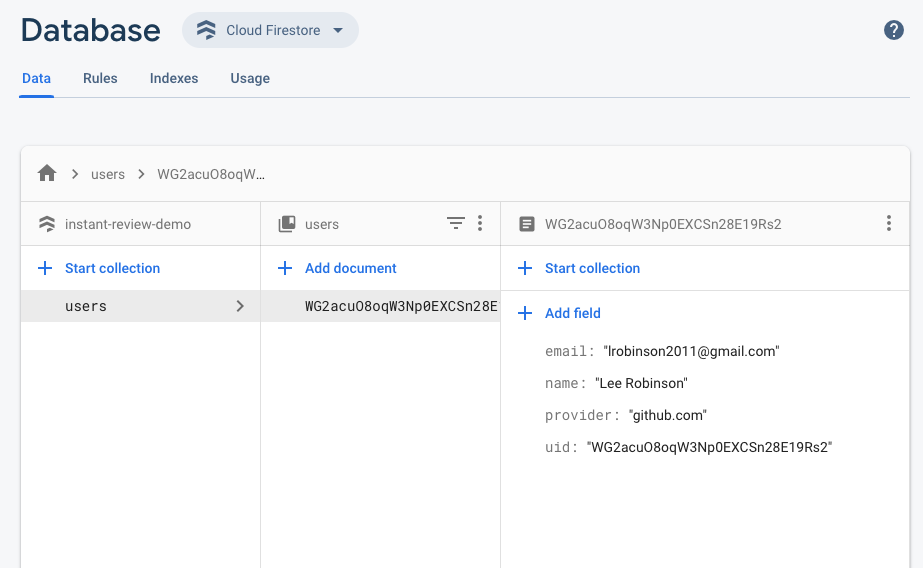 Database Cloud Firestore
Data Rules Indexes Usage
users WG2acuO8oqW...
instant-review-demo users WG2acuO8oqW3Np0EXCSn28E19Rs2
Start collection Add document Start collection
users WG2acuO8oqW3Np0EXCSn28E
Add field
email: "lrobinson2011@gmail.com"
name: "Lee Robinson"
provider: "github.com"
uid: "WG2acuO8oqW3Np0EXCSn28E19Rs2"